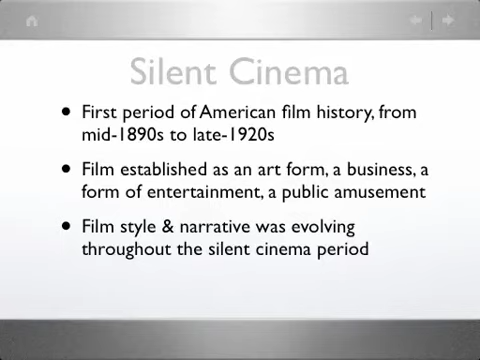 Silent Cinema
• First period of American film history, from
mid-1890s to late-1920s
• Film established as an art form, a business, a
form of entertainment, a public amusement
• Film style & narrative was evolving
throughout the silent cinema period